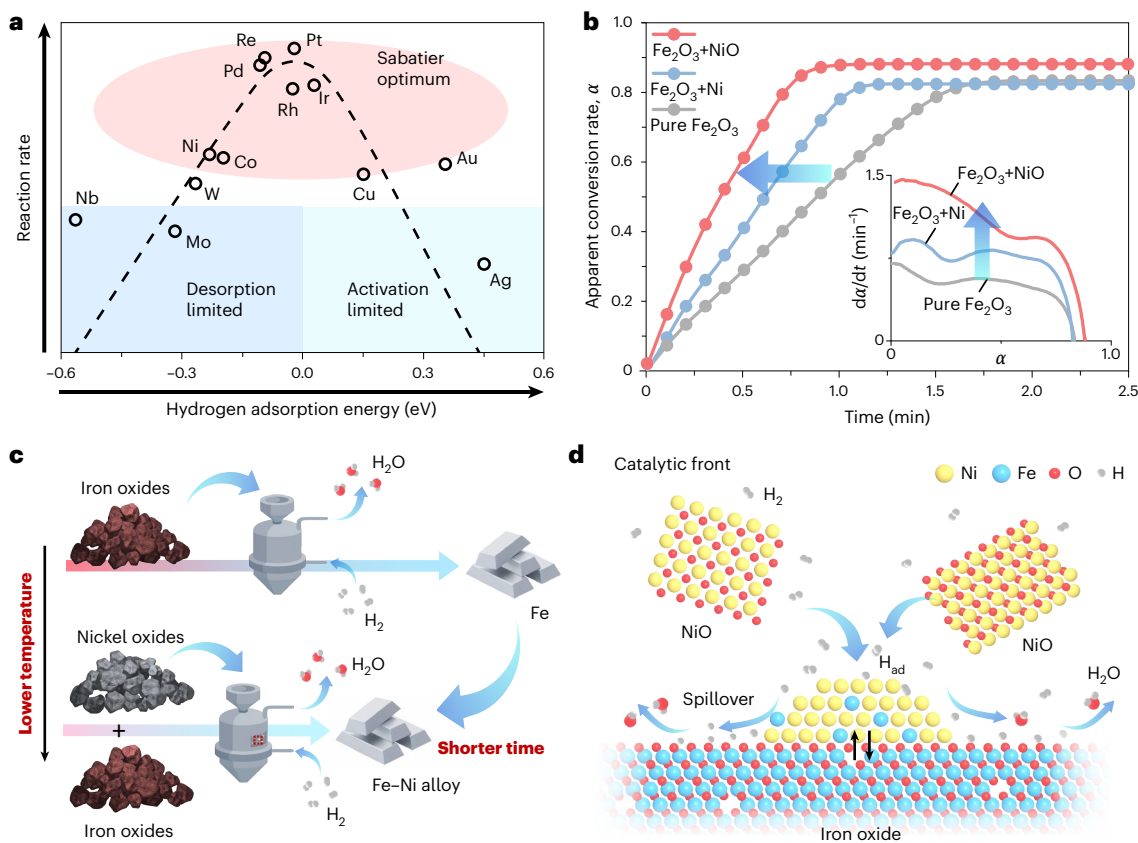 a
Reaction rate
Re
Pt
Pd
Rh
Ir
Sabatier
optimum
Ni
Co
W
Cu
Au
Nb
Mo
Ag
Desorption
limited
Activation
limited
−0.6
−0.3
0.0
0.3
0.6
Hydrogen adsorption energy (eV)
b
Apparent conversion rate, α
1.0
0.8
0.6
0.4
0.2
0
Fe₂O₃+NiO
Fe₂O₃+Ni
Pure Fe₂O₃
0
0.5
1.0
1.5
2.0
2.5
Time (min)
dα/dt (min⁻¹)
1.5
0
Fe₂O₃+NiO
Fe₂O₃+Ni
Pure Fe₂O₃
0
α
1.0
c
Lower temperature
Iron oxides
H₂O
H₂
Fe
Nickel oxides
+
Iron oxides
H₂O
H₂
Shorter time
Fe–Ni alloy
d
Catalytic front
Ni
Fe
O
H
H₂
NiO
NiO
Had
Spillover
H₂O
Iron oxide